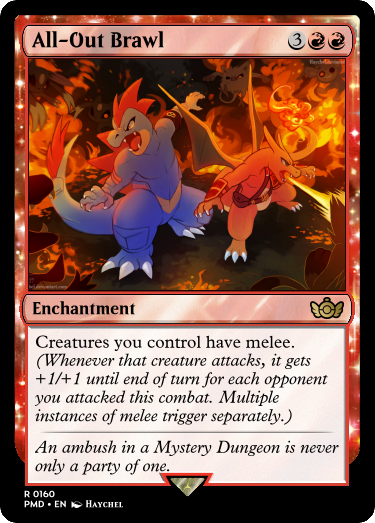 All-Out Brawl 3
Enchantment
Creatures you control have melee.
(Whenever that creature attacks, it gets
+1/+1 until end of turn for each opponent
you attacked this combat. Multiple
instances of melee trigger separately.)
An ambush in a Mystery Dungeon is never
only a party of one.
R 0160
PMD • EN HAYCHEL